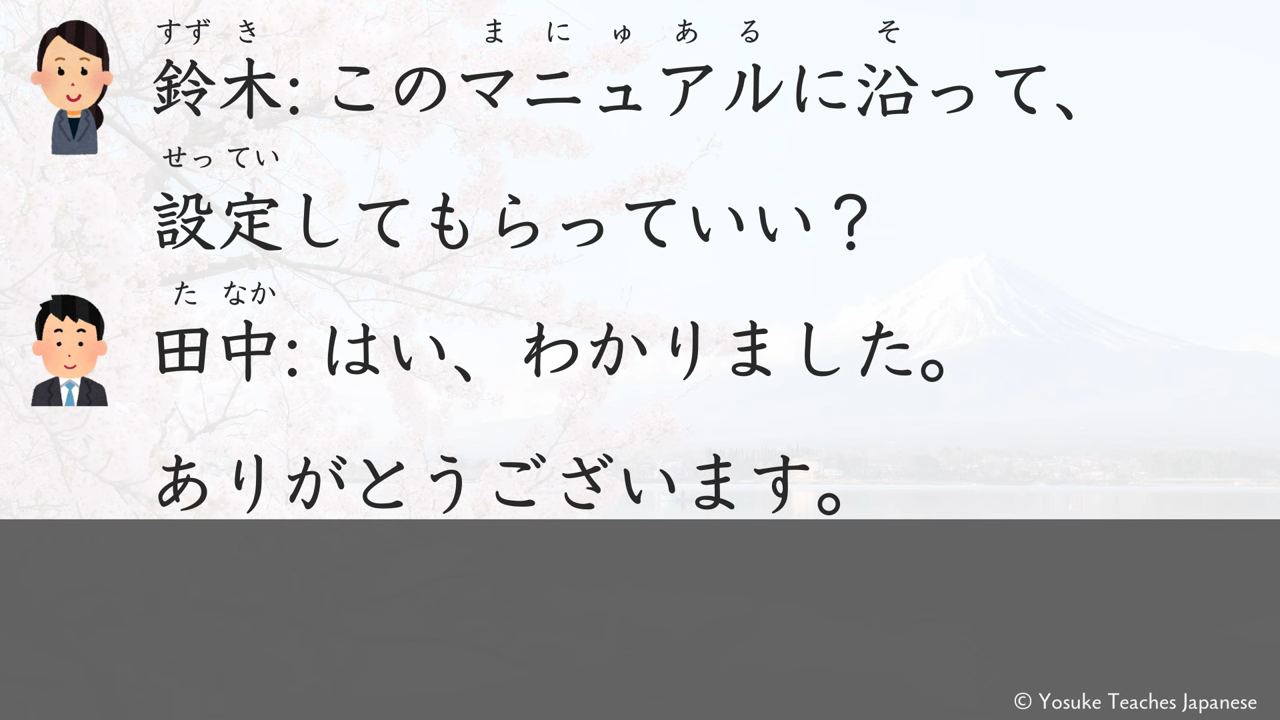 すずき まにゅある そ
鈴木: このマニュアルに沿って、
せってい
設定してもらっていい？
たなか
田中: はい、わかりました。
ありがとうございます。
© Yosuke Teaches Japanese